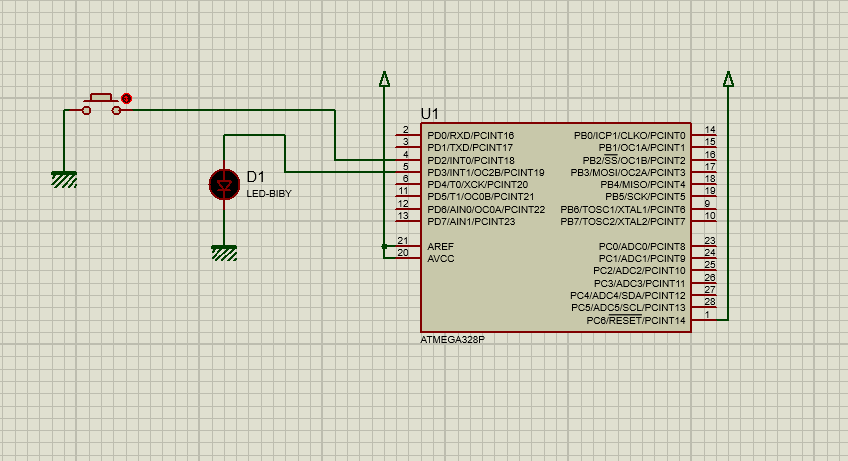 U1
2 PD0/RXD/PCINT16 PB0/ICP1/CLKO/PCINT0 14
3 PD1/TXD/PCINT17 PB1/OC1A/PCINT1 15
4 PD2/INT0/PCINT18 PB2/SS/OC1B/PCINT2 16
5 PD3/INT1/OC2B/PCINT19 PB3/MOSI/OC2A/PCINT3 17
6 PD4/T0/XCK/PCINT20 PB4/MISO/PCINT4 18
11 PD5/T1/OC0B/PCINT21 PB5/SCK/PCINT5 19
12 PD6/AIN0/OC0A/PCINT22 PB6/TOSC1/XTAL1/PCINT6 9
13 PD7/AIN1/PCINT23 PB7/TOSC2/XTAL2/PCINT7 10
D1
LED-BIBY
21 AREF PC0/ADC0/PCINT8 23
20 AVCC PC1/ADC1/PCINT9 24
PC2/ADC2/PCINT10 25
PC3/ADC3/PCINT11 26
PC4/ADC4/SDA/PCINT12 27
PC5/ADC5/SCL/PCINT13 28
PC6/RESET/PCINT14 1
ATMEGA328P